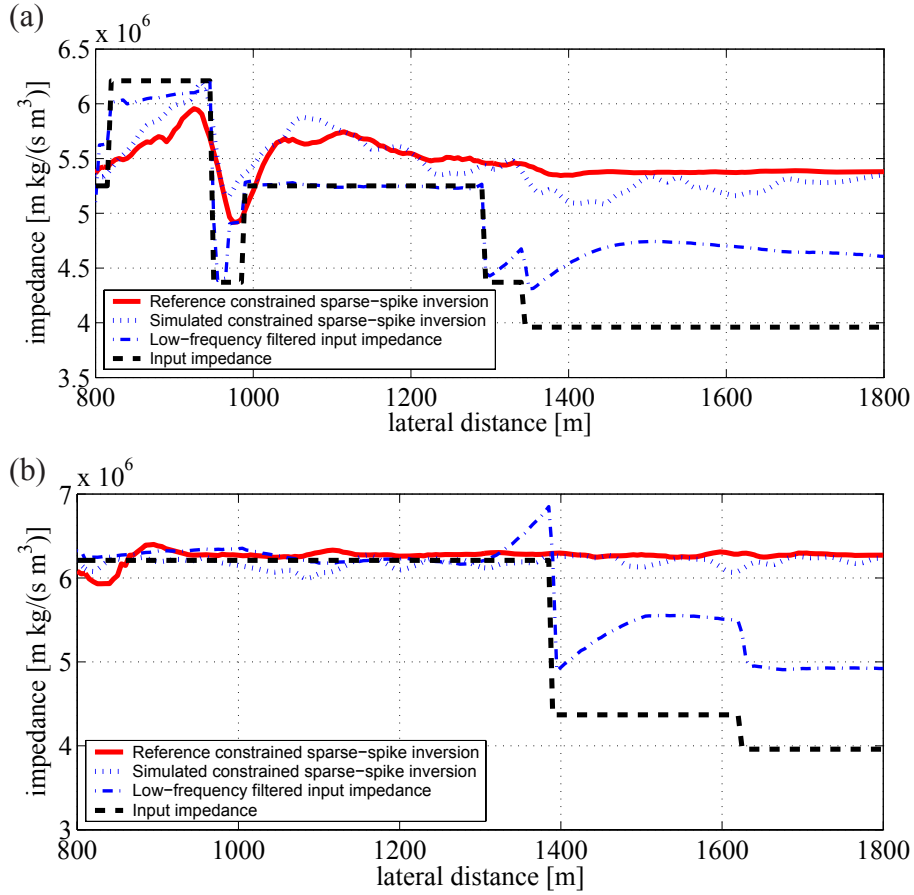 (a)
x 10^6
6.5
6
5.5
5
4.5
4
3.5
impedance [m kg/(s m^3)]
Reference constrained sparse−spike inversion
Simulated constrained sparse−spike inversion
Low−frequency filtered input impedance
Input impedance
800 1000 1200 1400 1600 1800
lateral distance [m]
(b)
x 10^6
7
6
5
4
3
impedance [m kg/(s m^3)]
Reference constrained sparse−spike inversion
Simulated constrained sparse−spike inversion
Low−frequency filtered input impedance
Input impedance
800 1000 1200 1400 1600 1800
lateral distance [m]